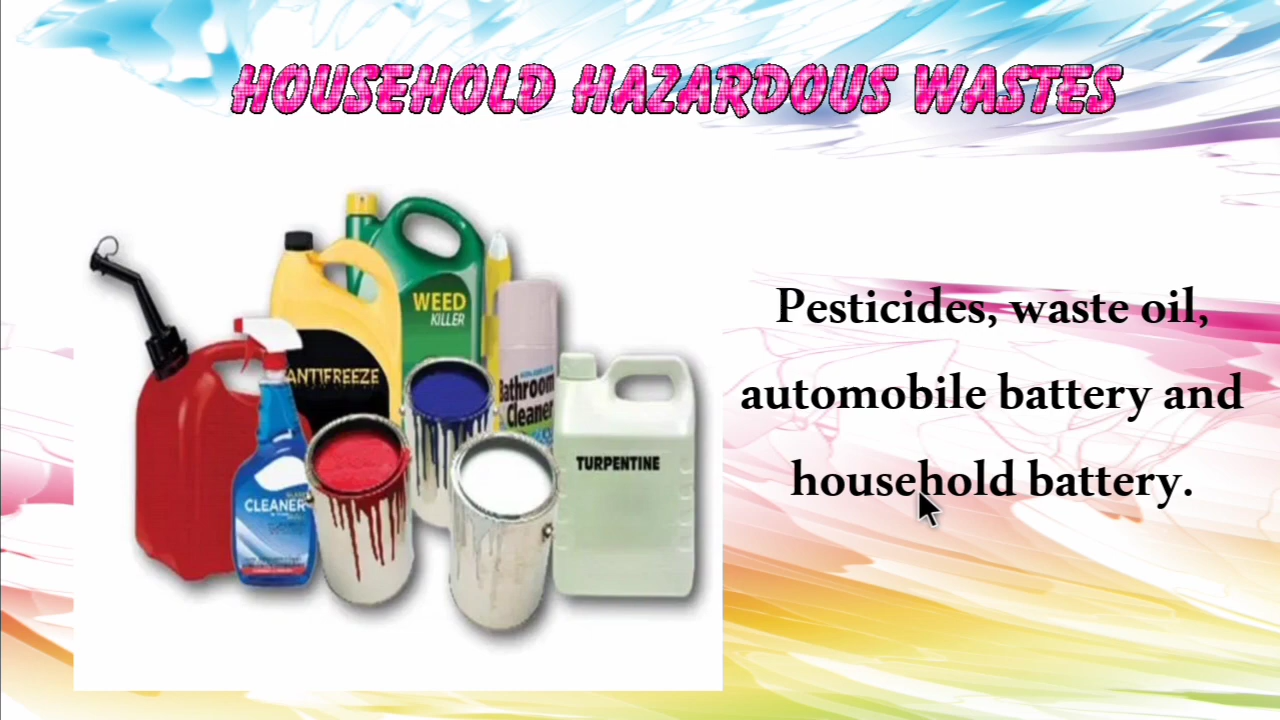 HOUSEHOLD HAZARDOUS WASTES
WEED
KILLER
ANTIFREEZE
Bathroom
Cleaner
TURPENTINE
CLEANER
Pesticides, waste oil,
automobile battery and
household battery.